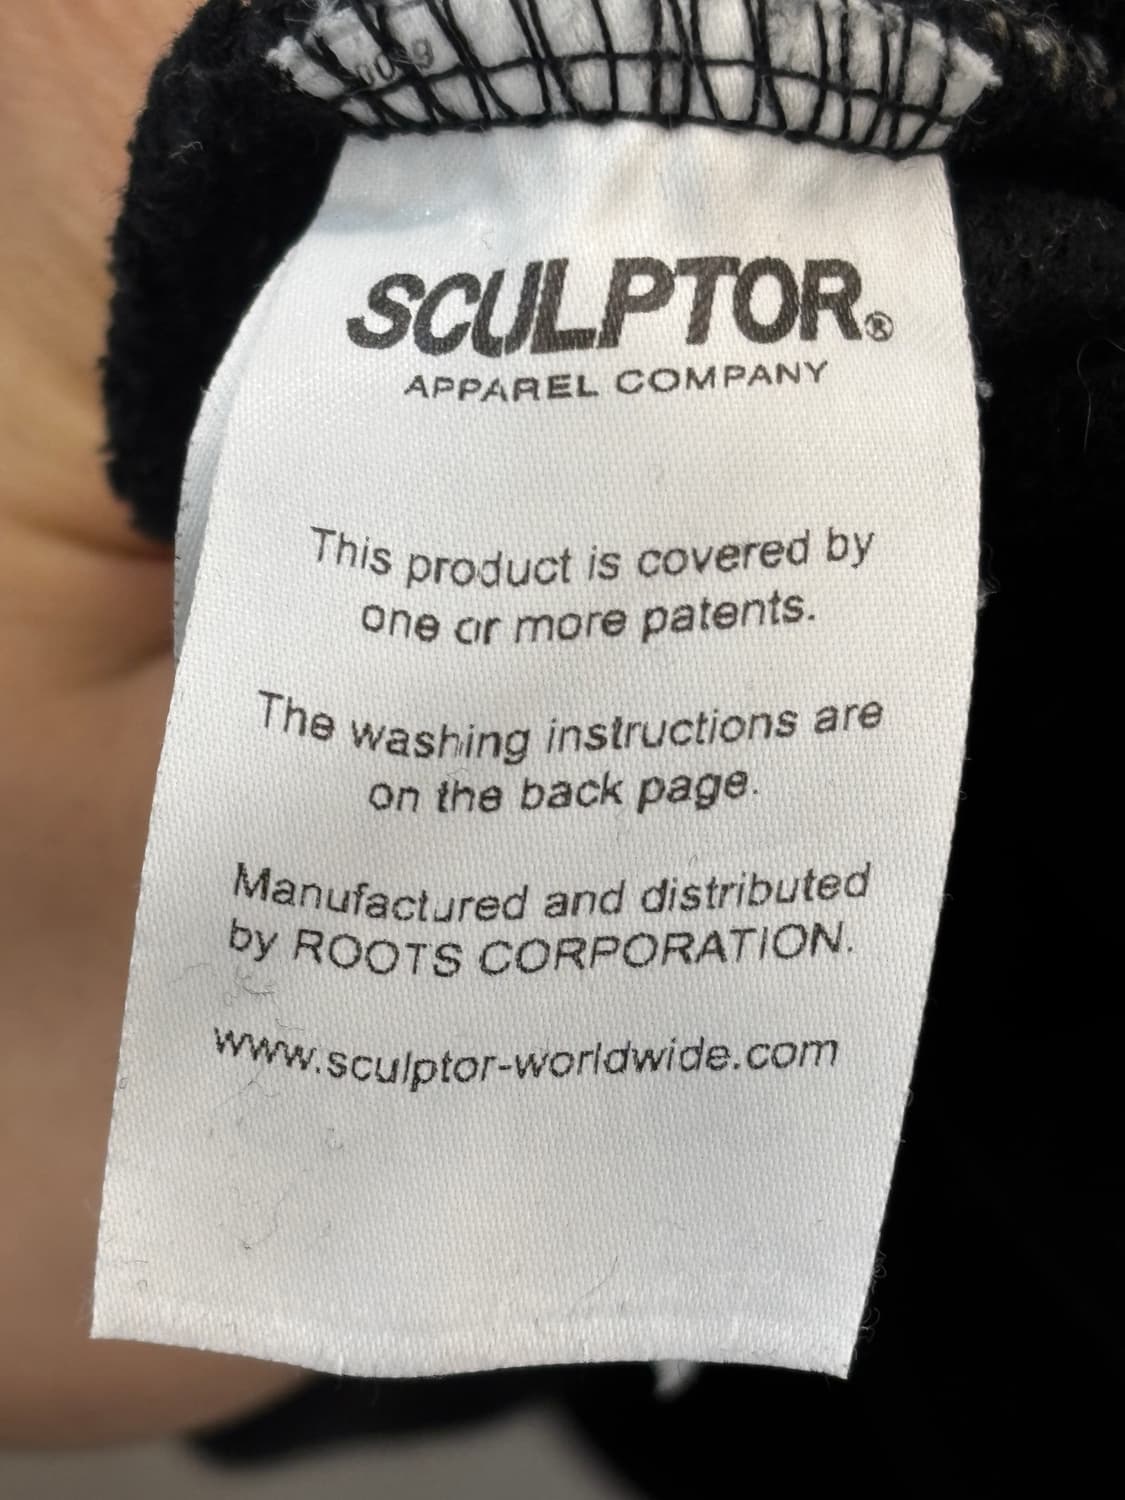 SCULPTOR®
APPAREL COMPANY
This product is covered by
one or more patents.
The washing instructions are
on the back page.
Manufactured and distributed
by ROOTS CORPORATION.
www.sculptor-worldwide.com